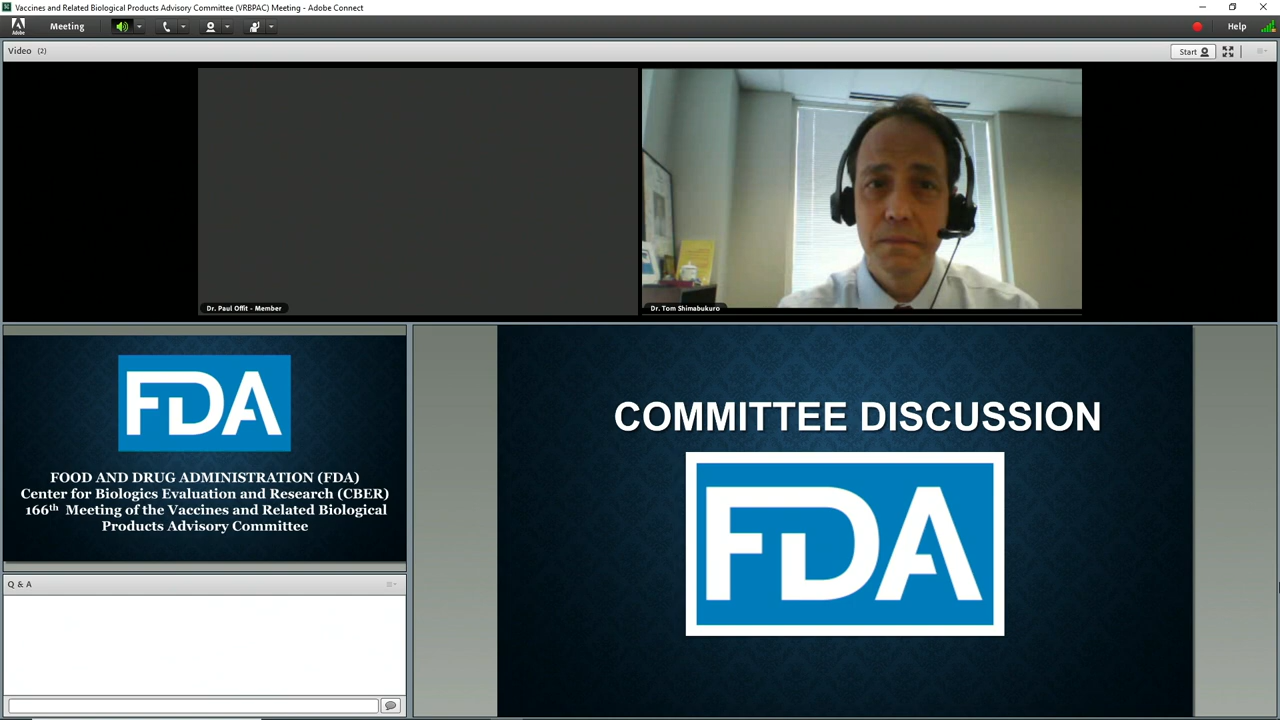 Vaccines and Related Biological Products Advisory Committee (VRBPAC) Meeting - Adobe Connect
Adobe
Meeting
Help
Video (2)
Start
Dr. Paul Offit - Member
Dr. Tom Shimabukuro
FDA
FOOD AND DRUG ADMINISTRATION (FDA)
Center for Biologics Evaluation and Research (CBER)
166th Meeting of the Vaccines and Related Biological
Products Advisory Committee
COMMITTEE DISCUSSION
FDA
Q & A